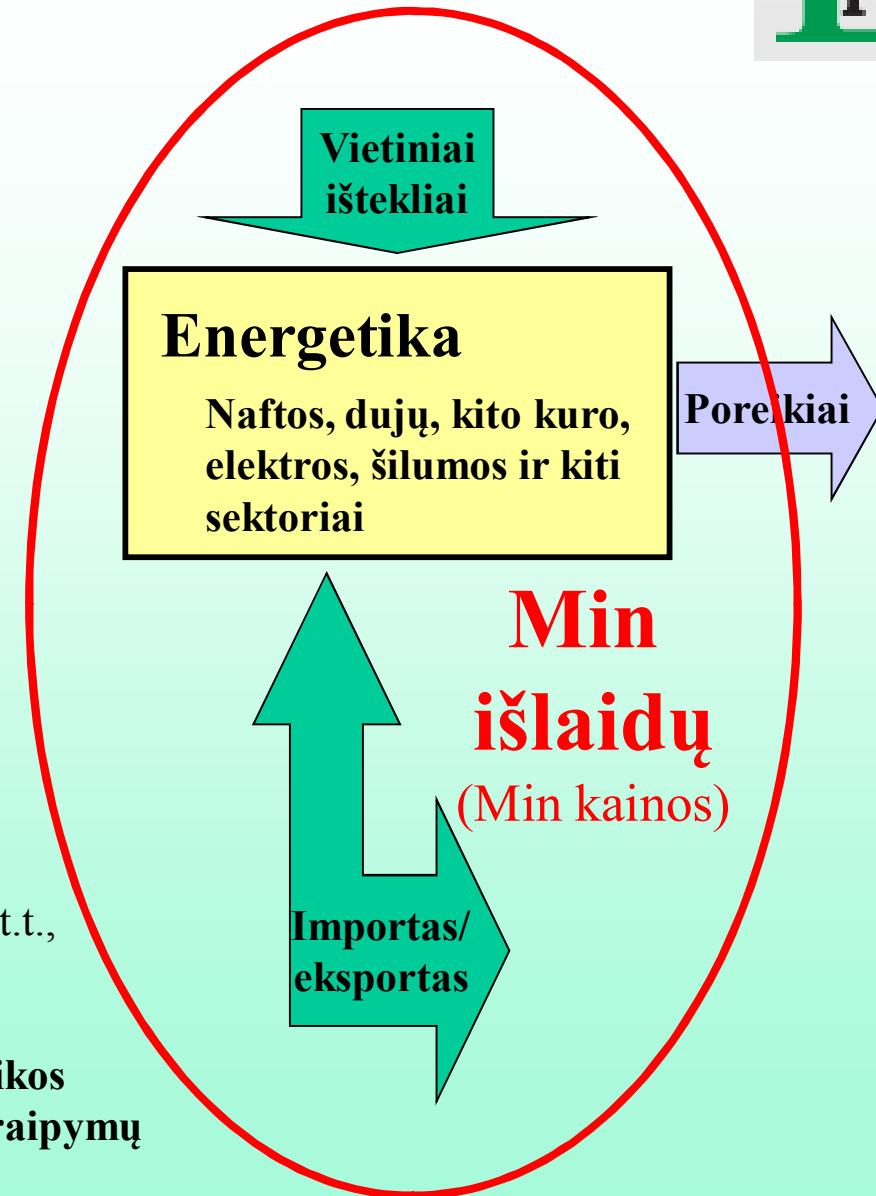 Vietiniai
ištekliai
Energetika
Naftos, dujų, kito kuro,
elektros, šilumos ir kiti
sektoriai
Poreikiai
Min
išlaidų
(Min kainos)
t.t.,
Importas/
eksportas
ikos
raipymų